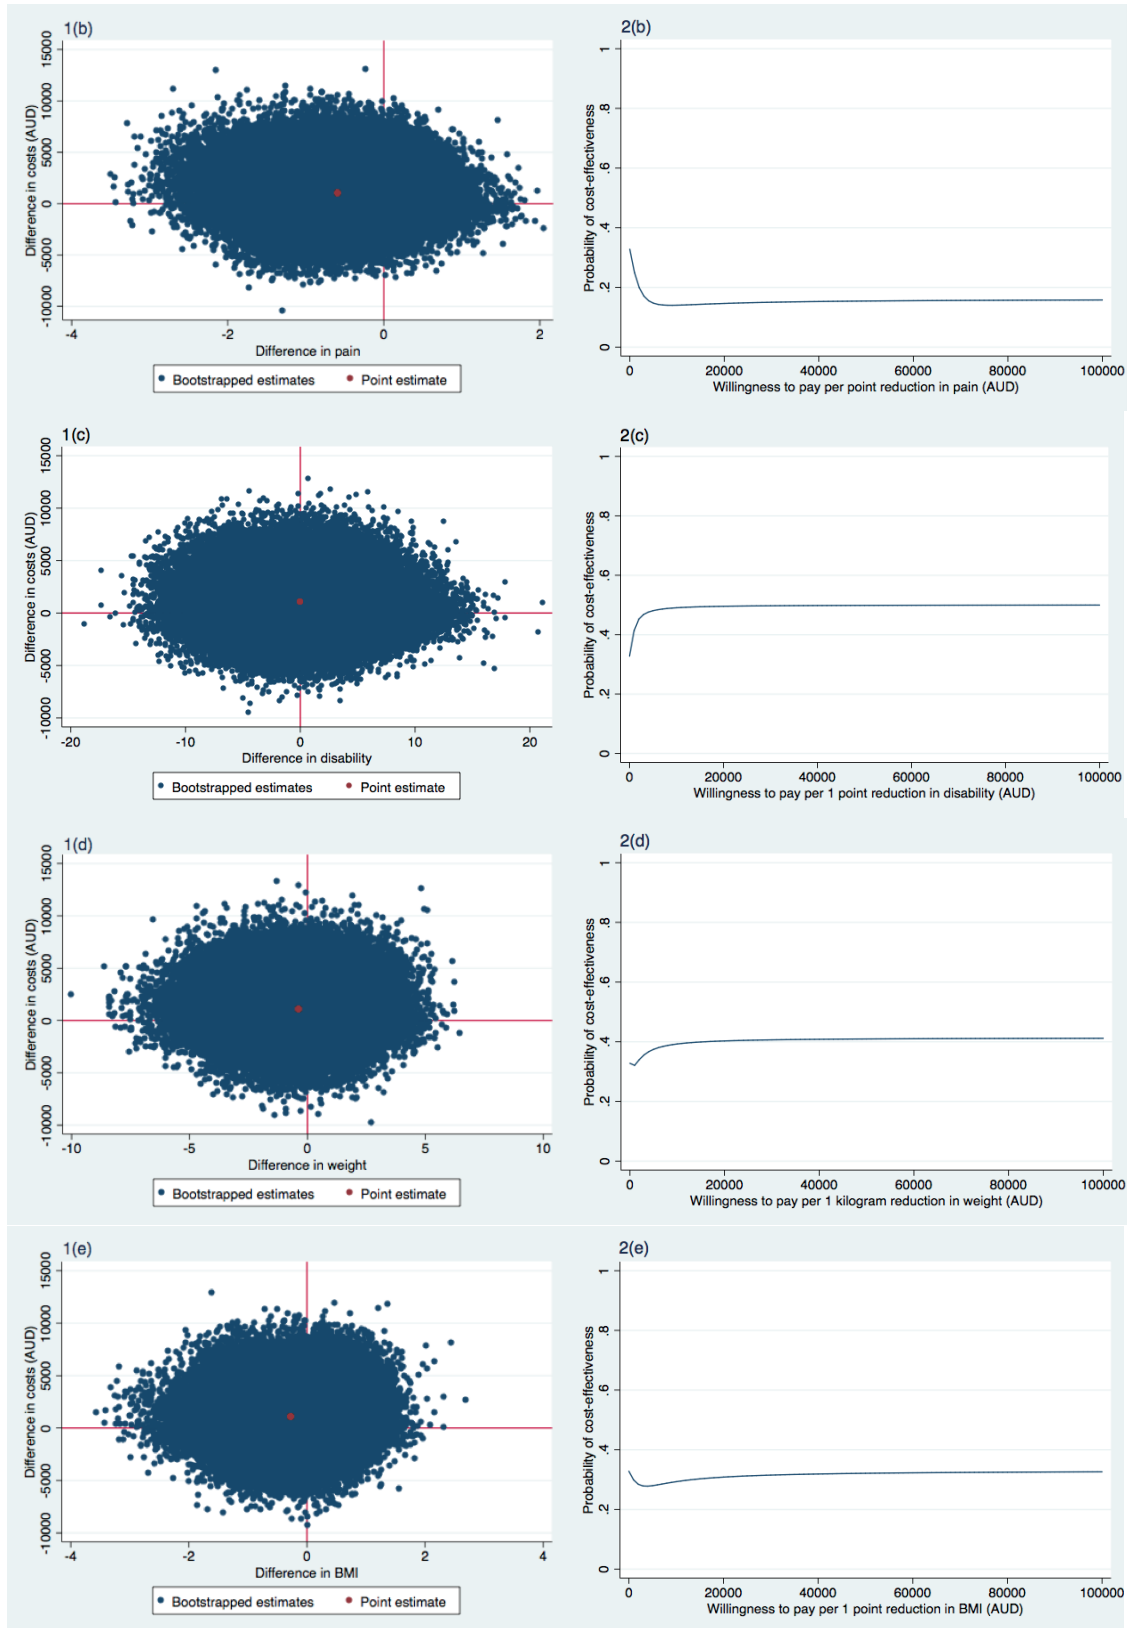 1(b)
Difference in costs (AUD)
15000
10000
5000
0
-5000
-10000
-4
-2
0
2
Difference in pain
Bootstrapped estimates
Point estimate
2(b)
Probability of cost-effectiveness
1
.8
.6
.4
.2
0
0
20000
40000
60000
80000
100000
Willingness to pay per point reduction in pain (AUD)
1(c)
Difference in costs (AUD)
15000
10000
5000
0
-5000
-10000
-20
-10
0
10
20
Difference in disability
Bootstrapped estimates
Point estimate
2(c)
Probability of cost-effectiveness
1
.8
.6
.4
.2
0
0
20000
40000
60000
80000
100000
Willingness to pay per 1 point reduction in disability (AUD)
1(d)
Difference in costs (AUD)
15000
10000
5000
0
-5000
-10000
-10
-5
0
5
10
Difference in weight
Bootstrapped estimates
Point estimate
2(d)
Probability of cost-effectiveness
1
.8
.6
.4
.2
0
0
20000
40000
60000
80000
100000
Willingness to pay per 1 kilogram reduction in weight (AUD)
1(e)
Difference in costs (AUD)
15000
10000
5000
0
-5000
-10000
-4
-2
0
2
4
Difference in BMI
Bootstrapped estimates
Point estimate
2(e)
Probability of cost-effectiveness
1
.8
.6
.4
.2
0
0
20000
40000
60000
80000
100000
Willingness to pay per 1 point reduction in BMI (AUD)